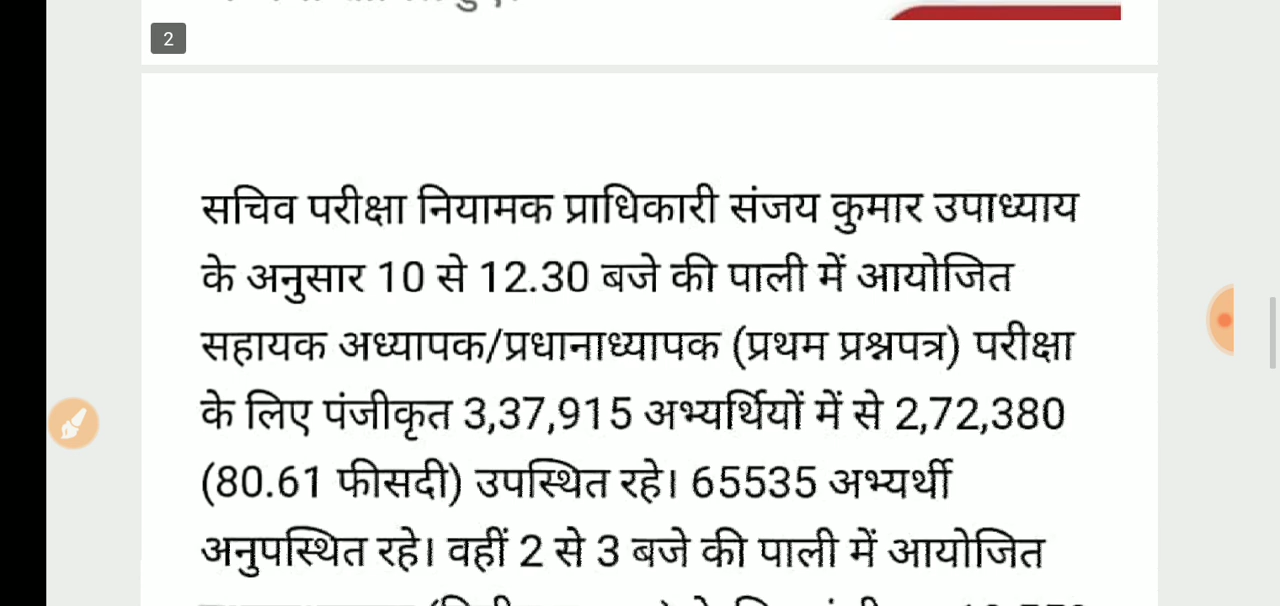 2
सचिव परीक्षा नियामक प्राधिकारी संजय कुमार उपाध्याय
के अनुसार 10 से 12.30 बजे की पाली में आयोजित
सहायक अध्यापक/प्रधानाध्यापक (प्रथम प्रश्नपत्र) परीक्षा
के लिए पंजीकृत 3,37,915 अभ्यर्थियों में से 2,72,380
(80.61 फीसदी) उपस्थित रहे। 65535 अभ्यर्थी
अनुपस्थित रहे। वहीं 2 से 3 बजे की पाली में आयोजित